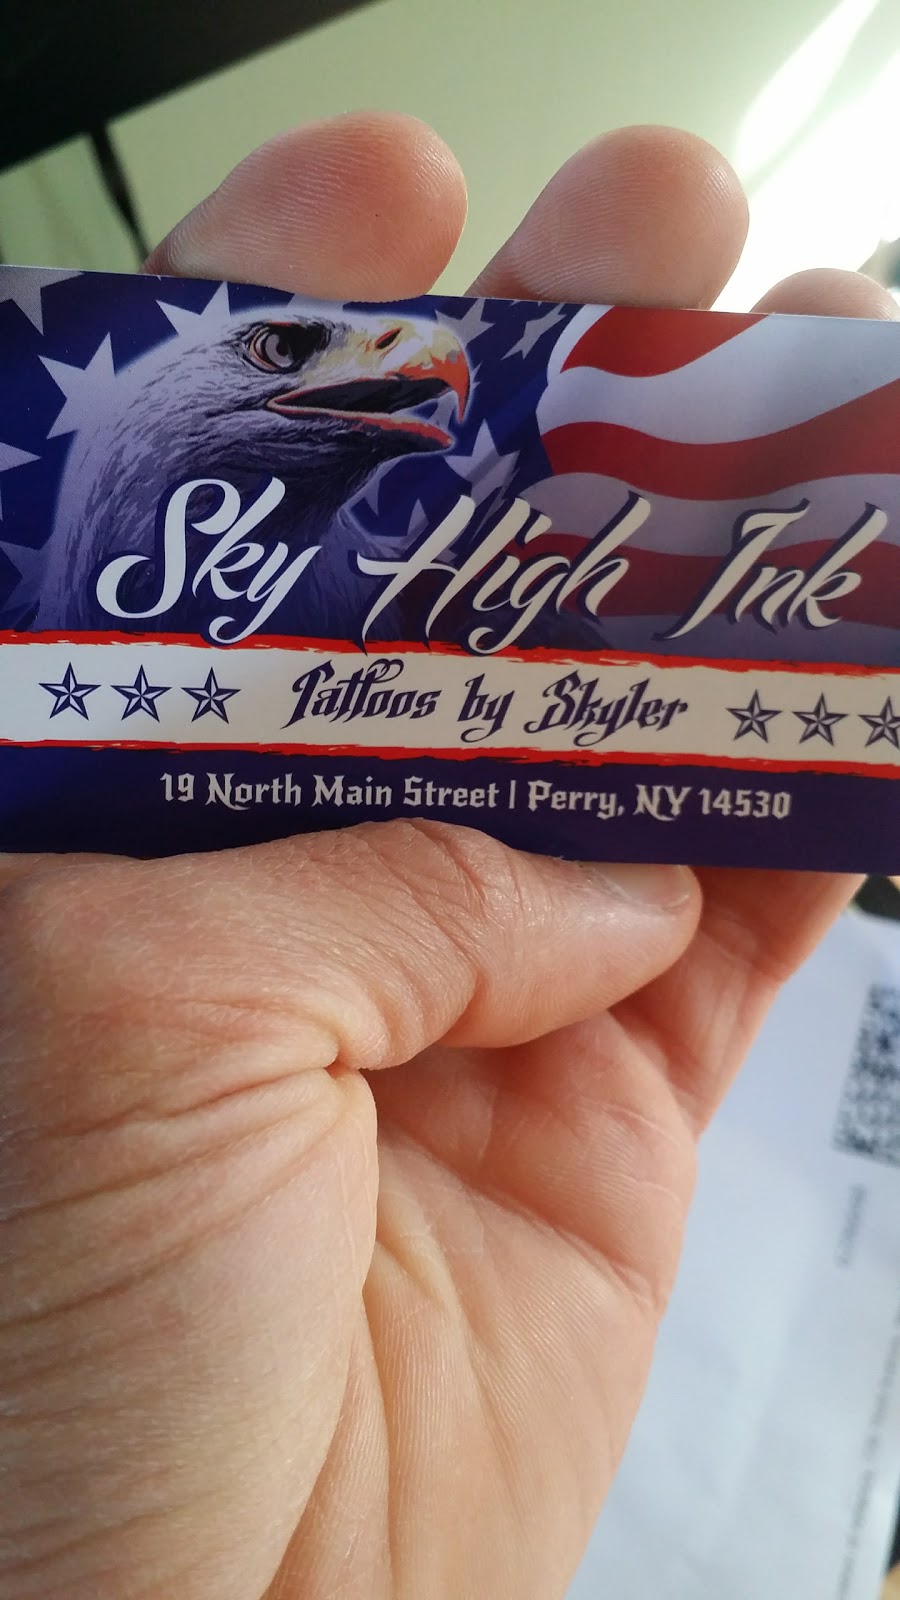 Sky High Ink
Tattoos by Skyler
19 North Main Street | Perry, NY 14530